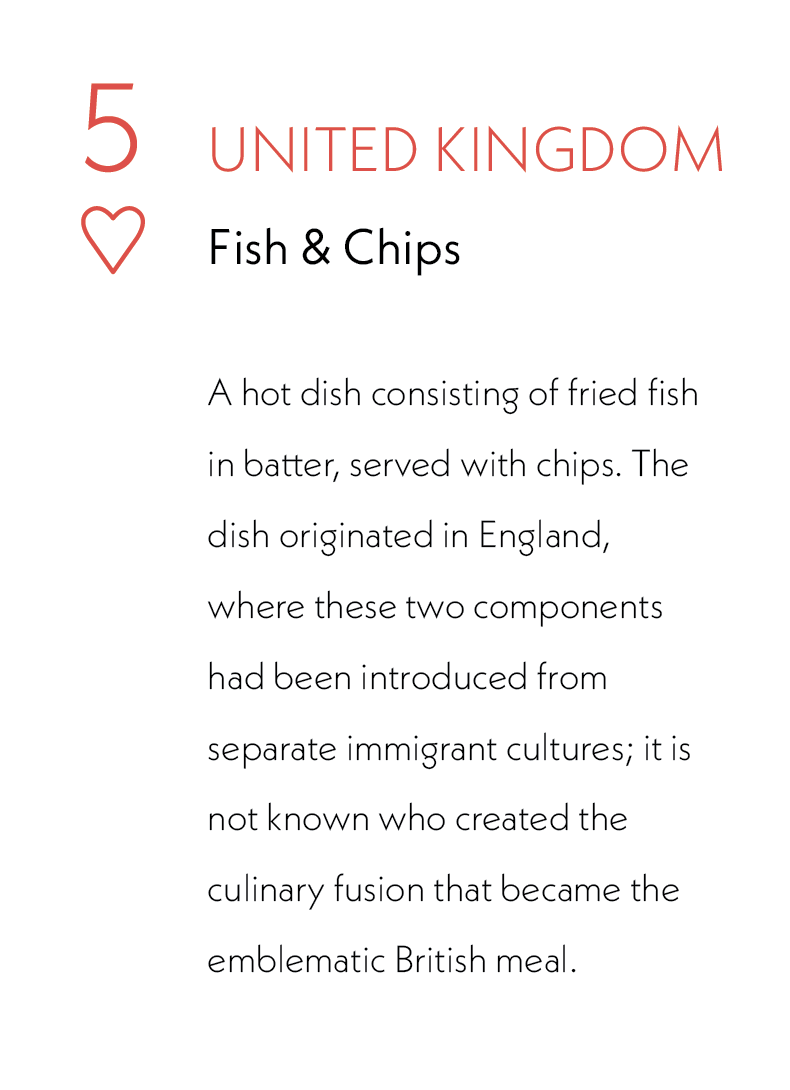 5
UNITED KINGDOM
Fish & Chips
A hot dish consisting of fried fish
in batter, served with chips. The
dish originated in England,
where these two components
had been introduced from
separate immigrant cultures; it is
not known who created the
culinary fusion that became the
emblematic British meal.